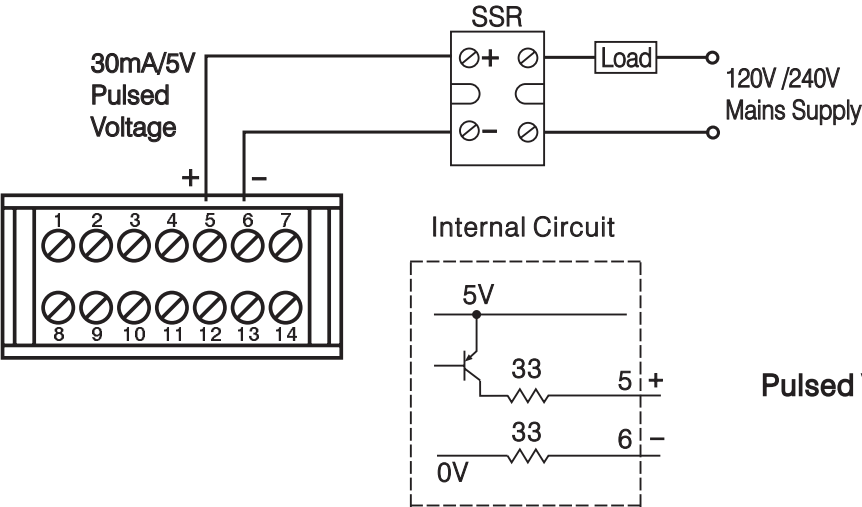 SSR
30mA/5V
Pulsed
Voltage
+
−
+ 
−
Load
120V /240V
Mains Supply
1 2 3 4 5 6 7
8 9 10 11 12 13 14
Internal Circuit
5V
33
5 +
33
6 −
0V
Pulsed